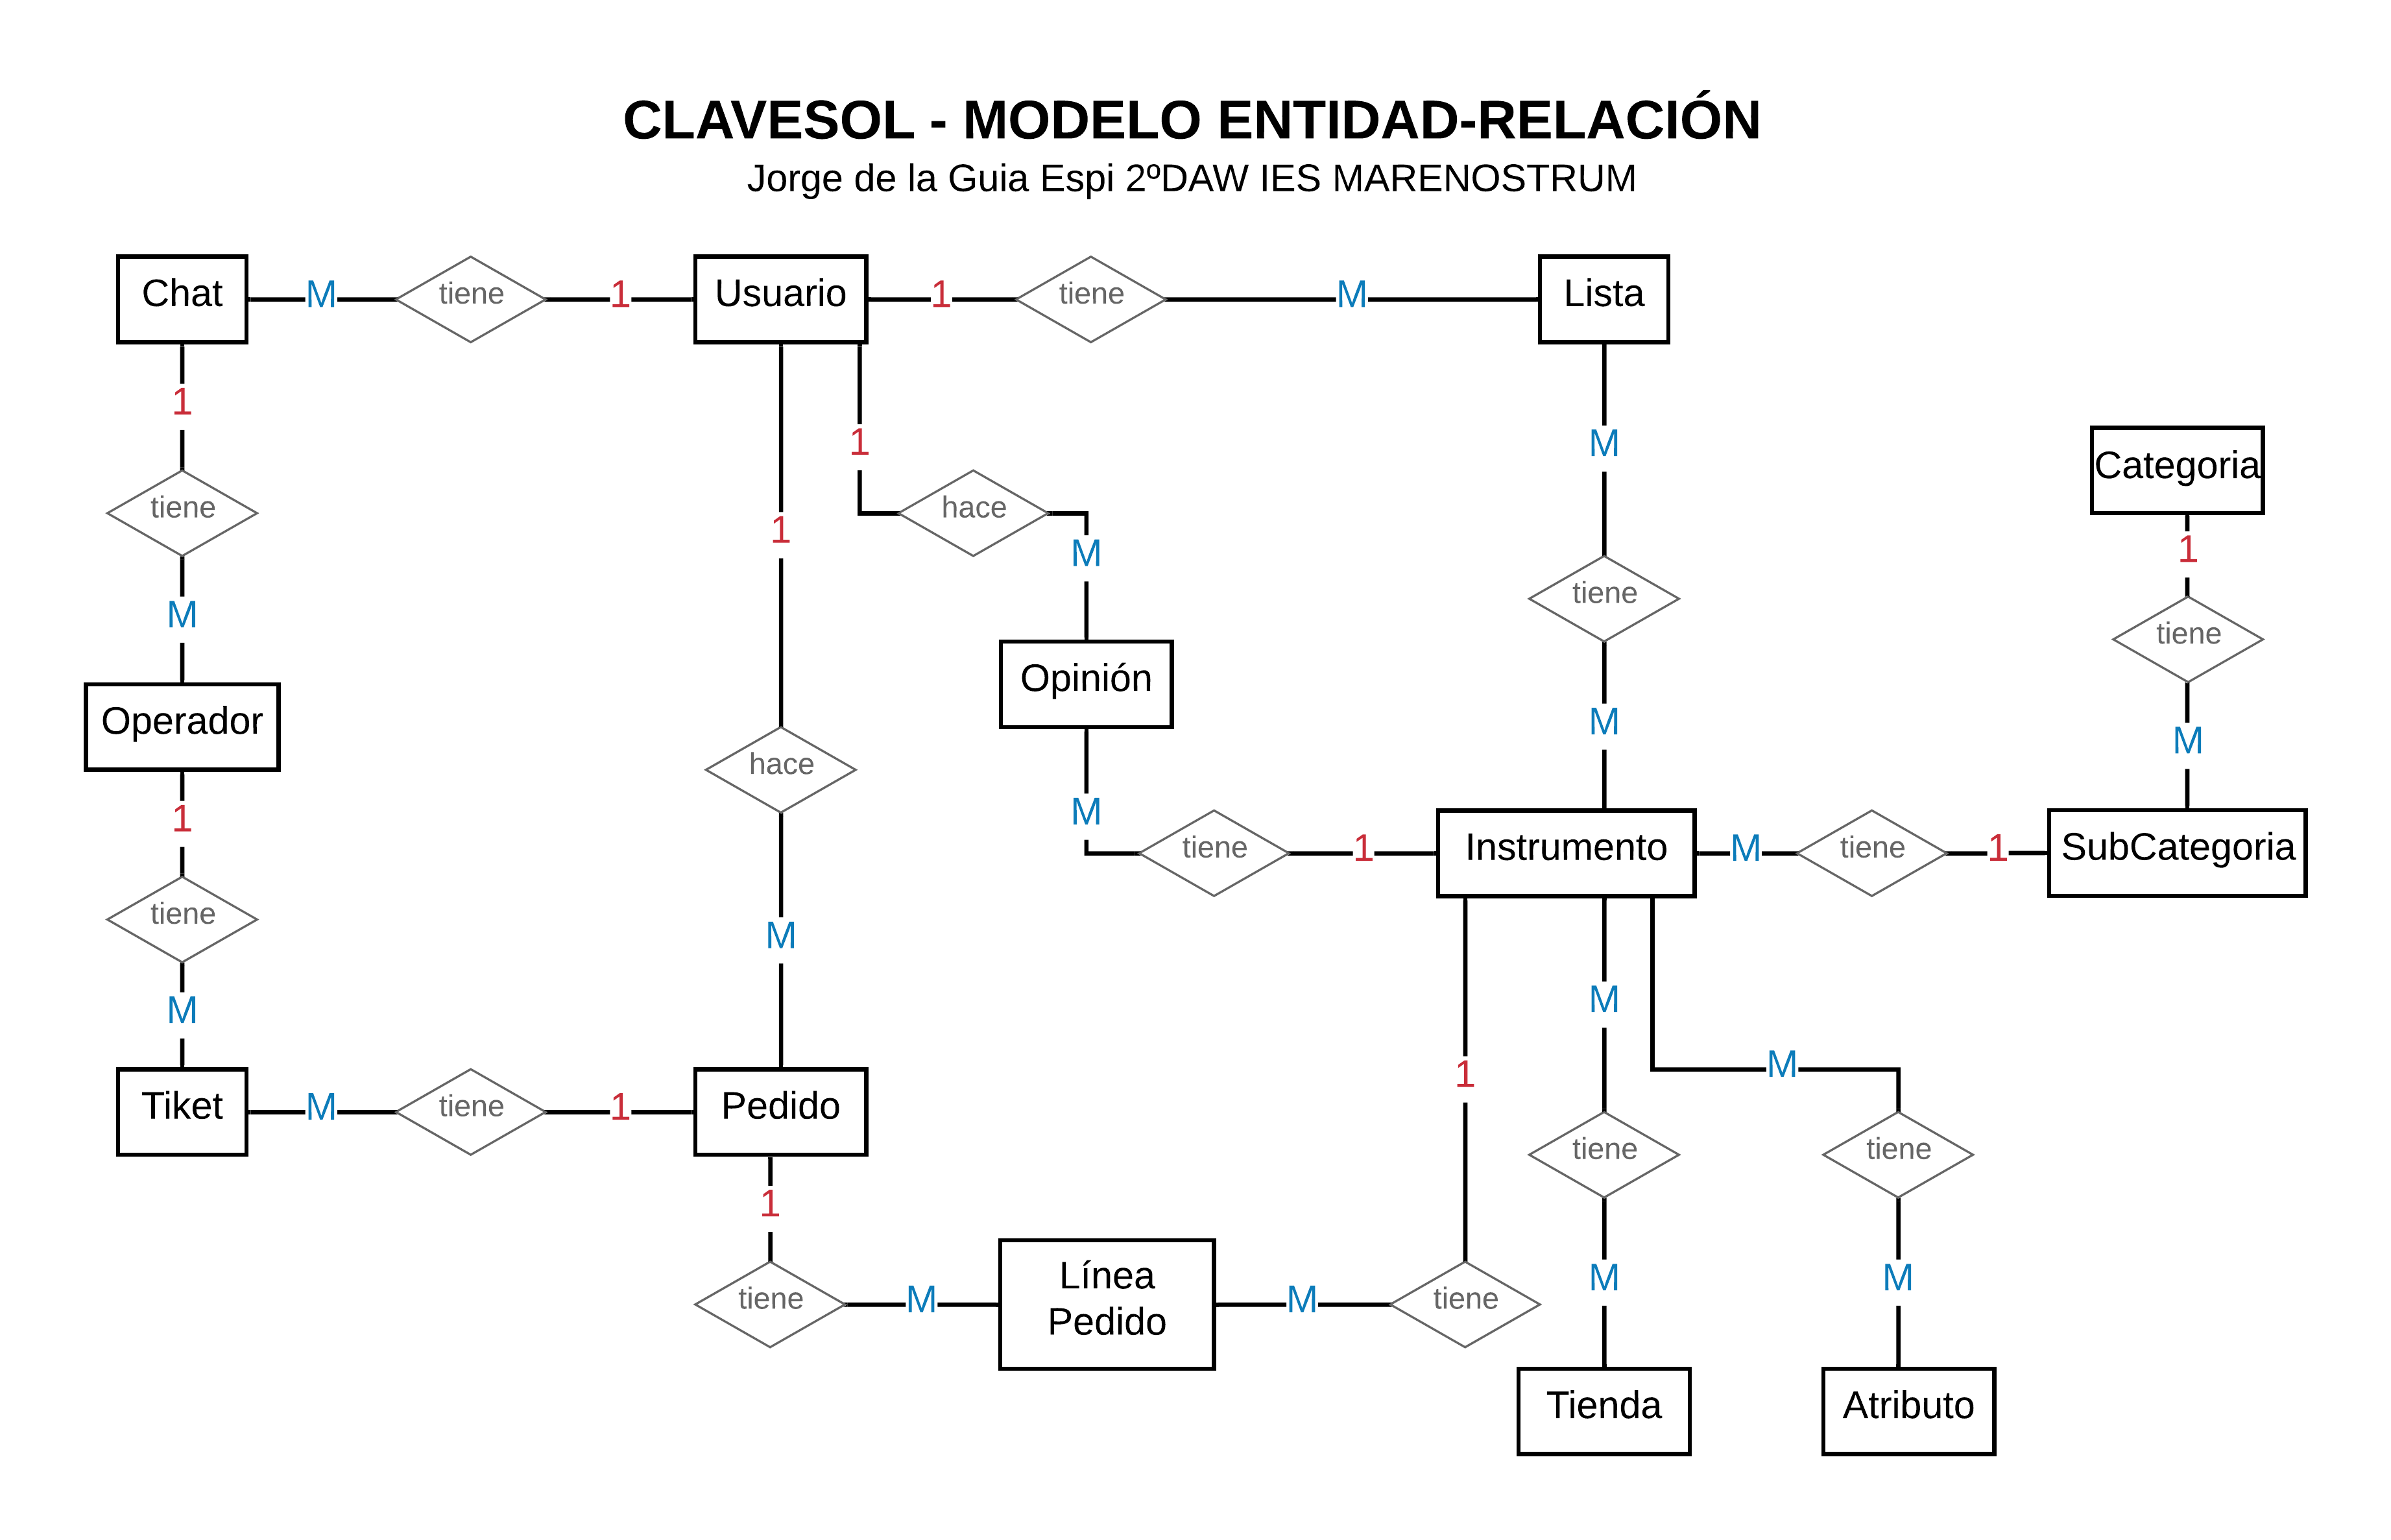 CLAVESOL - MODELO ENTIDAD-RELACIÓN
Jorge de la Guia Espi 2ºDAW IES MARENOSTRUM
Chat
M
tiene
1
Usuario
1
tiene
M
Lista
1
1
M
Categoria
tiene
1
hace
M
1
tiene
tiene
M
Opinión
M
Operador
M
hace
1
M
tiene
1
Instrumento
M
tiene
1
SubCategoria
tiene
M
M
M
1
M
Tiket
M
tiene
1
Pedido
tiene
tiene
1
tiene
M
Línea
Pedido
M
tiene
M
M
Tienda
Atributo